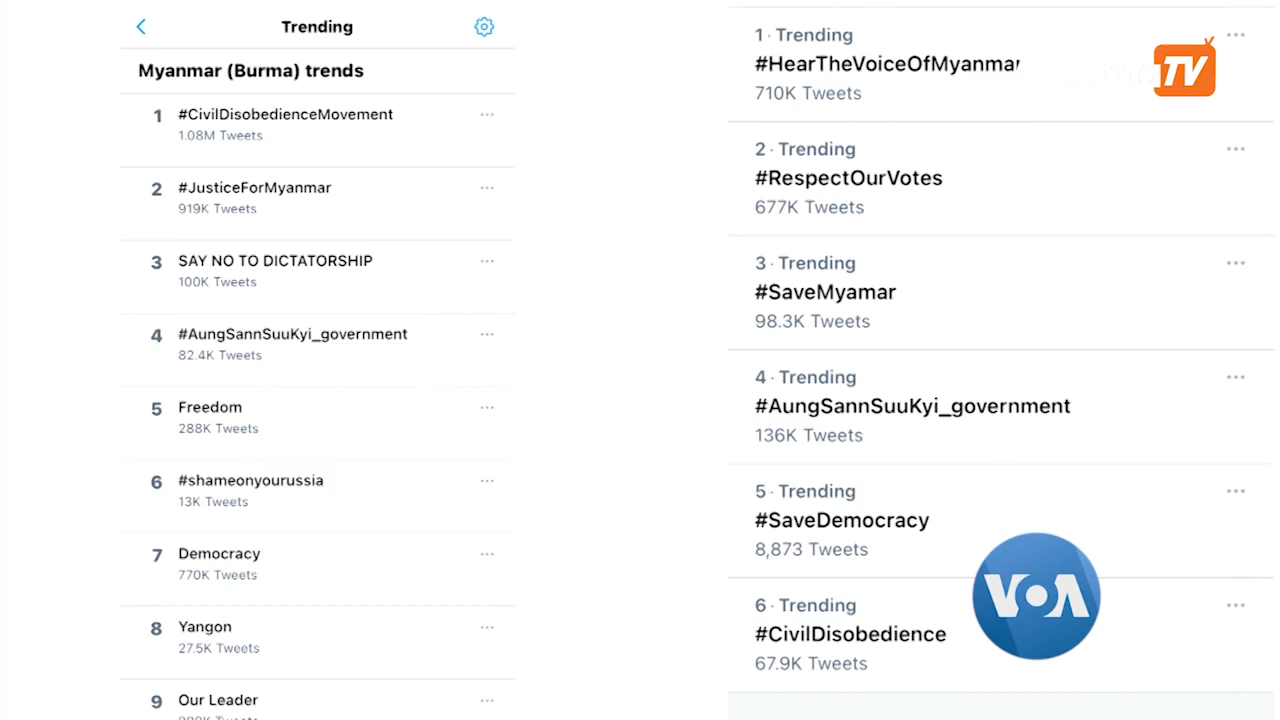 Trending
Myanmar (Burma) trends
1
#CivilDisobedienceMovement
1.08M Tweets
2
#JusticeForMyanmar
919K Tweets
3
SAY NO TO DICTATORSHIP
100K Tweets
4
#AungSannSuuKyi_government
82.4K Tweets
5
Freedom
288K Tweets
6
#shameonyourussia
13K Tweets
7
Democracy
770K Tweets
8
Yangon
27.5K Tweets
9
Our Leader
1 · Trending
#HearTheVoiceOfMyanmar
710K Tweets
2 · Trending
#RespectOurVotes
677K Tweets
3 · Trending
#SaveMyamar
98.3K Tweets
4 · Trending
#AungSannSuuKyi_government
136K Tweets
5 · Trending
#SaveDemocracy
8,873 Tweets
6 · Trending
#CivilDisobedience
67.9K Tweets
TV
VOA